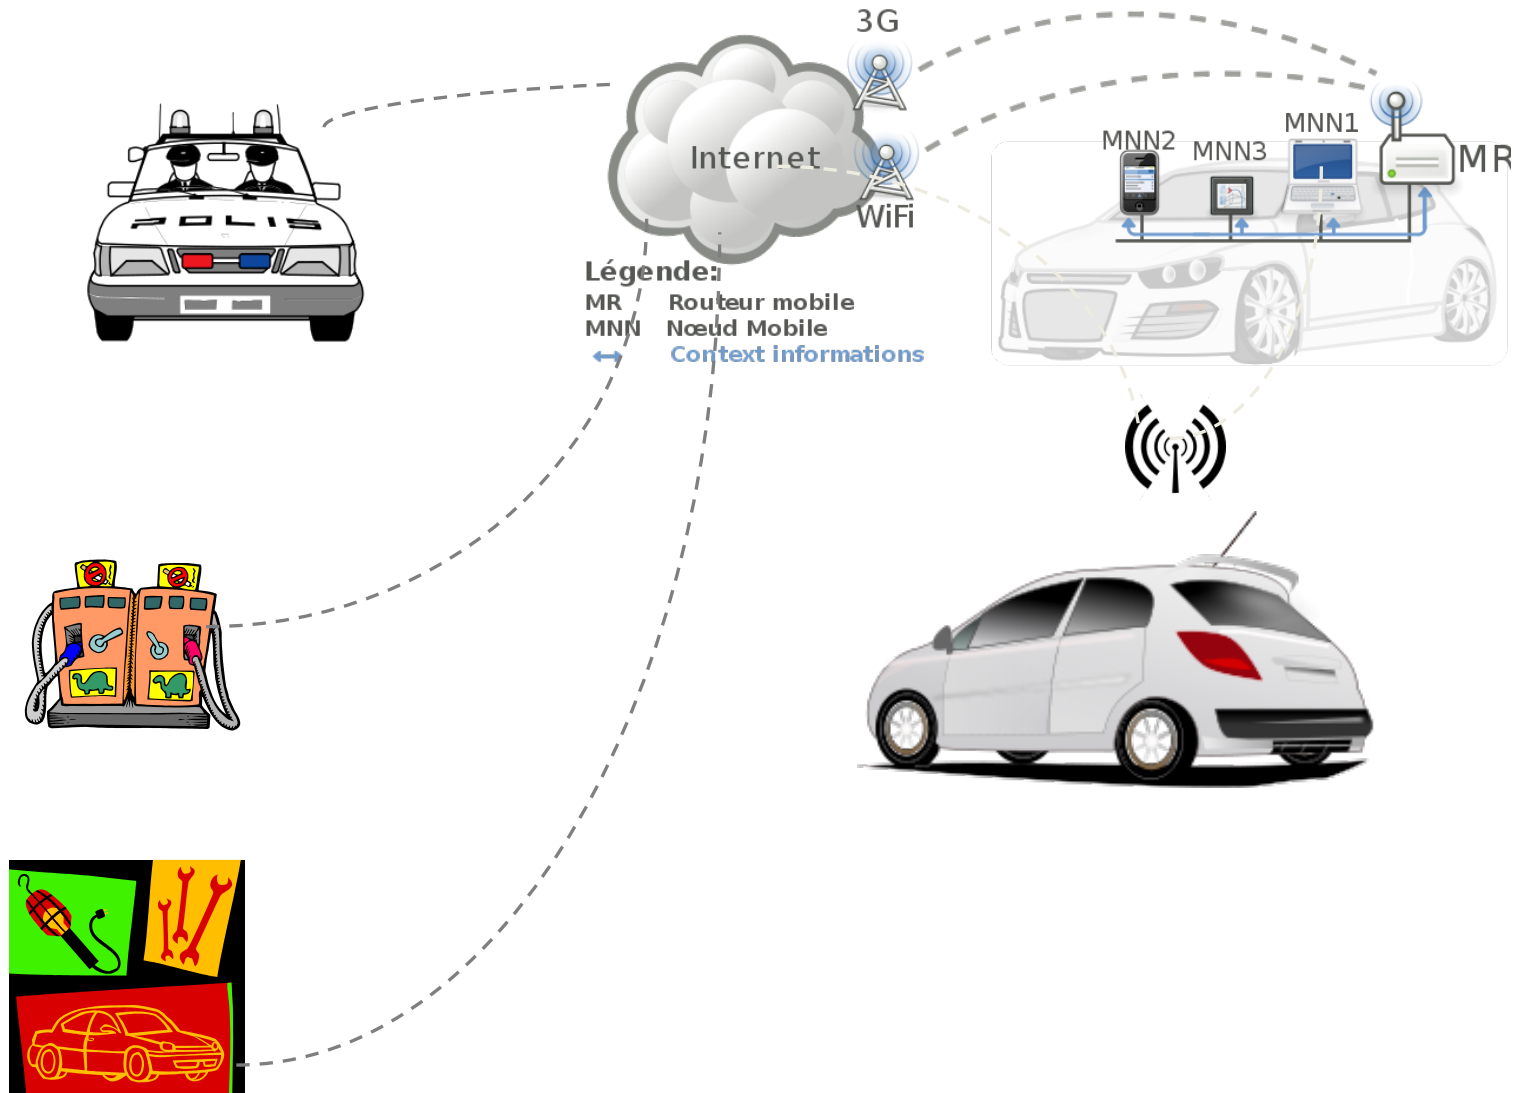 3G
Internet
WiFi
MNN2
MNN3
MNN1
MR
POLIS
Légende:
MR Routeur mobile
MNN Nœud Mobile
Context informations